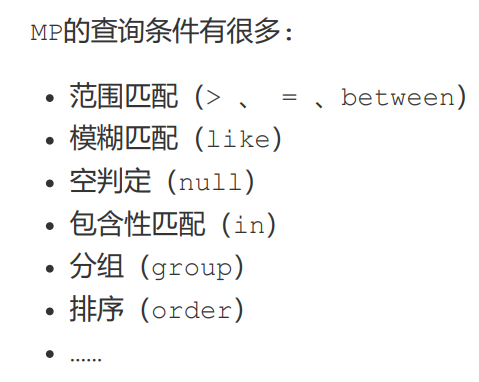 MP的查询条件有很多:
• 范围匹配（> 、 = 、between）
• 模糊匹配（like）
• 空判定（null）
• 包含性匹配（in）
• 分组（group）
• 排序（order）
• ……